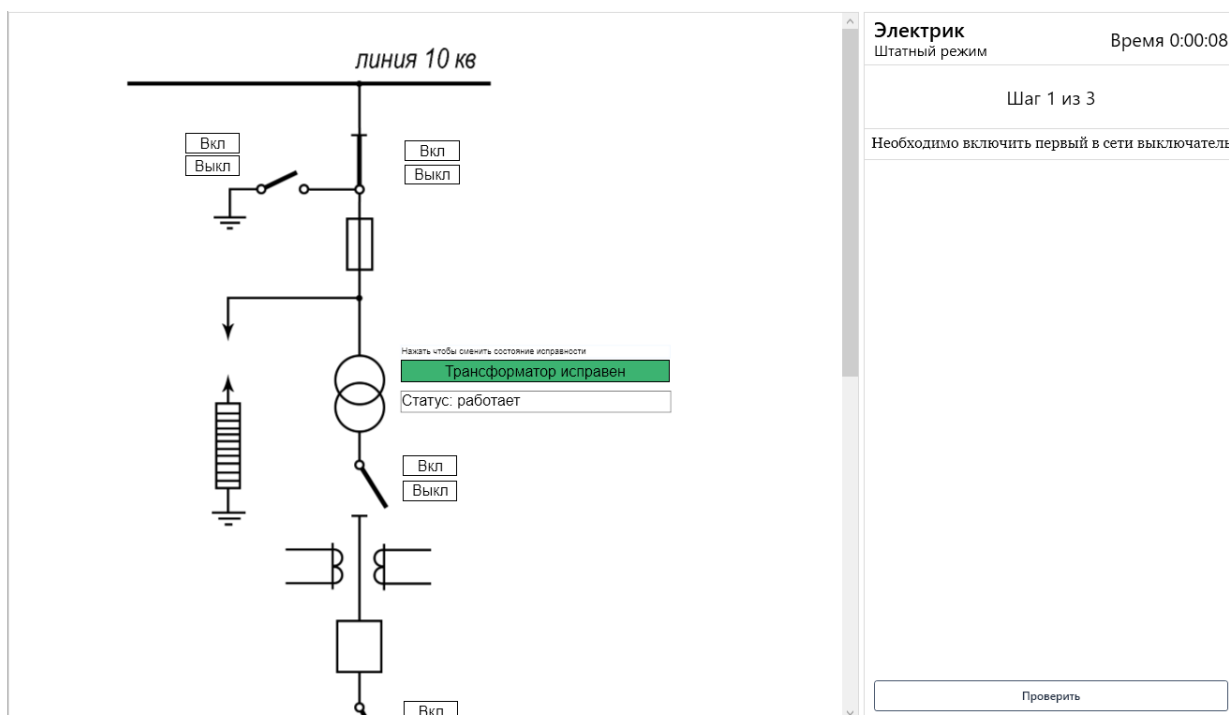 линия 10 кв
Вкл
Выкл
Вкл
Выкл
Нажать чтобы сменить состояние исправности
Трансформатор исправен
Статус: работает
Вкл
Выкл
Вкл
Электрик
Штатный режим
Время 0:00:08
Шаг 1 из 3
Необходимо включить первый в сети выключатель
Проверить